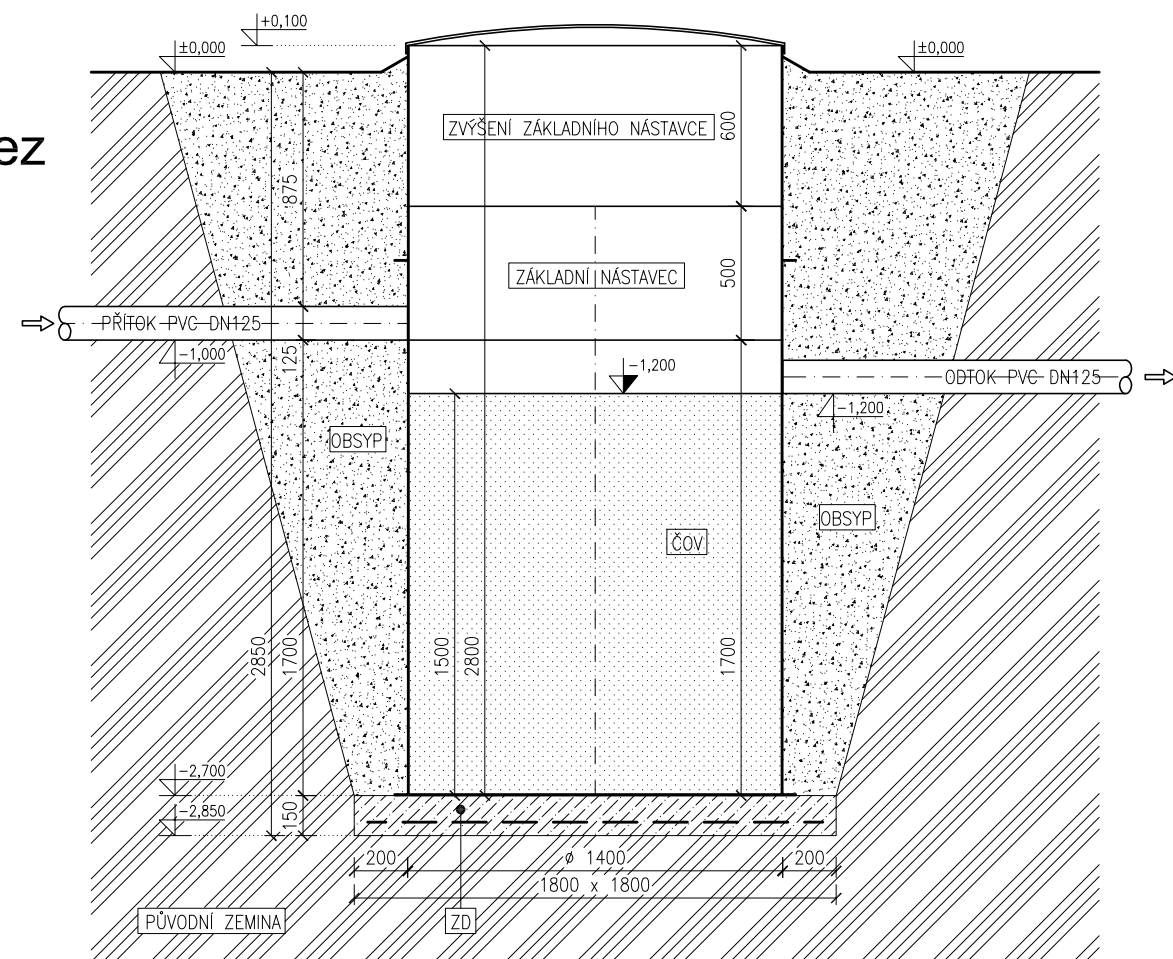 +0,100
±0,000
±0,000
ez
ZVÝŠENÍ ZÁKLADNÍHO NÁSTAVCE
600
875
ZÁKLADNÍ NÁSTAVEC
500
PŘÍTOK PVC DN125
-1,000
125
-1,200
ODTOK PVC DN125
-1,200
OBSYP
OBSYP
ČOV
2850
1700
1500
2800
1700
-2,700
-2,850
150
200
ø 1400
200
1800 x 1800
PŮVODNÍ ZEMINA
ZD